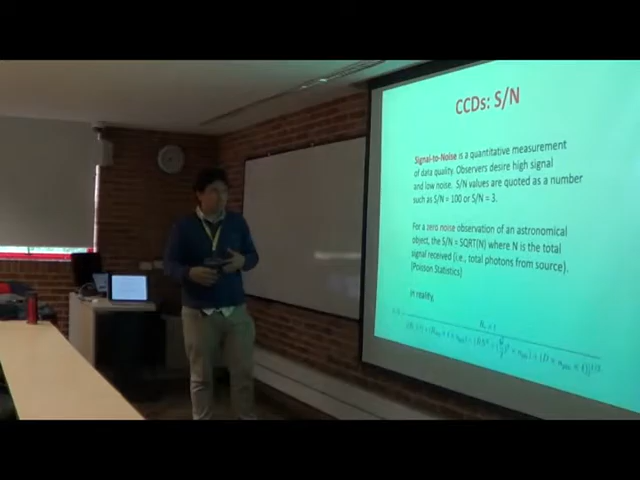 CCDs: S/N
Signal-to-Noise is a quantitative measurement
of data quality. Observers desire high signal
and low noise. S/N values are quoted as a number
such as S/N = 100 or S/N = 3.
For a zero noise observation of an astronomical
object, the S/N = SQRT(N) where N is the total
signal received (i.e., total photons from source).
(Poisson Statistics)
In reality,